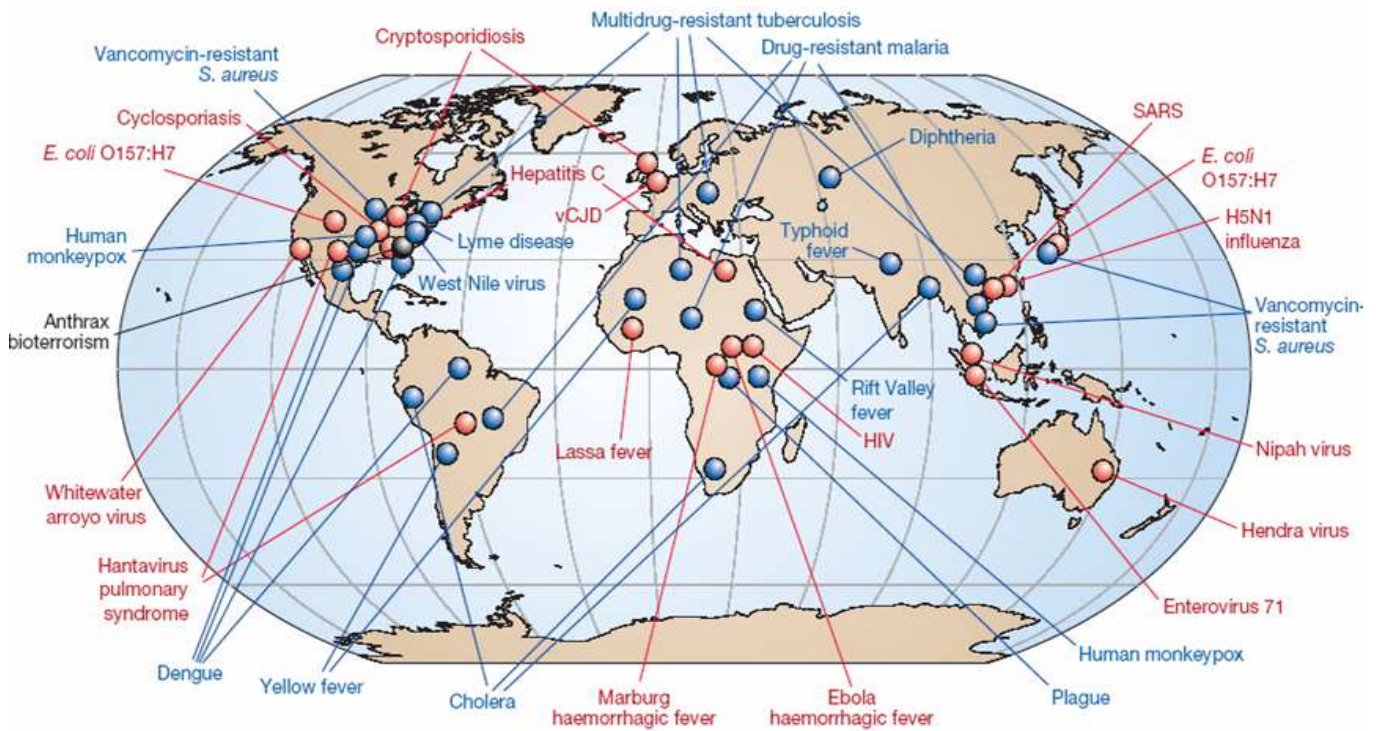 Multidrug-resistant tuberculosis
Cryptosporidiosis
Drug-resistant malaria
Vancomycin-resistant
S. aureus
SARS
Cyclosporiasis
Diphtheria
E. coli O157:H7
E. coli
O157:H7
Hepatitis C
vCJD
H5N1
influenza
Human
monkeypox
Lyme disease
Typhoid
fever
West Nile virus
Anthrax
bioterrorism
Vancomycin-
resistant
S. aureus
Rift Valley
fever
HIV
Lassa fever
Nipah virus
Whitewater
arroyo virus
Hendra virus
Hantavirus
pulmonary
syndrome
Enterovirus 71
Human monkeypox
Dengue
Yellow fever
Cholera
Marburg
haemorrhagic fever
Ebola
haemorrhagic fever
Plague